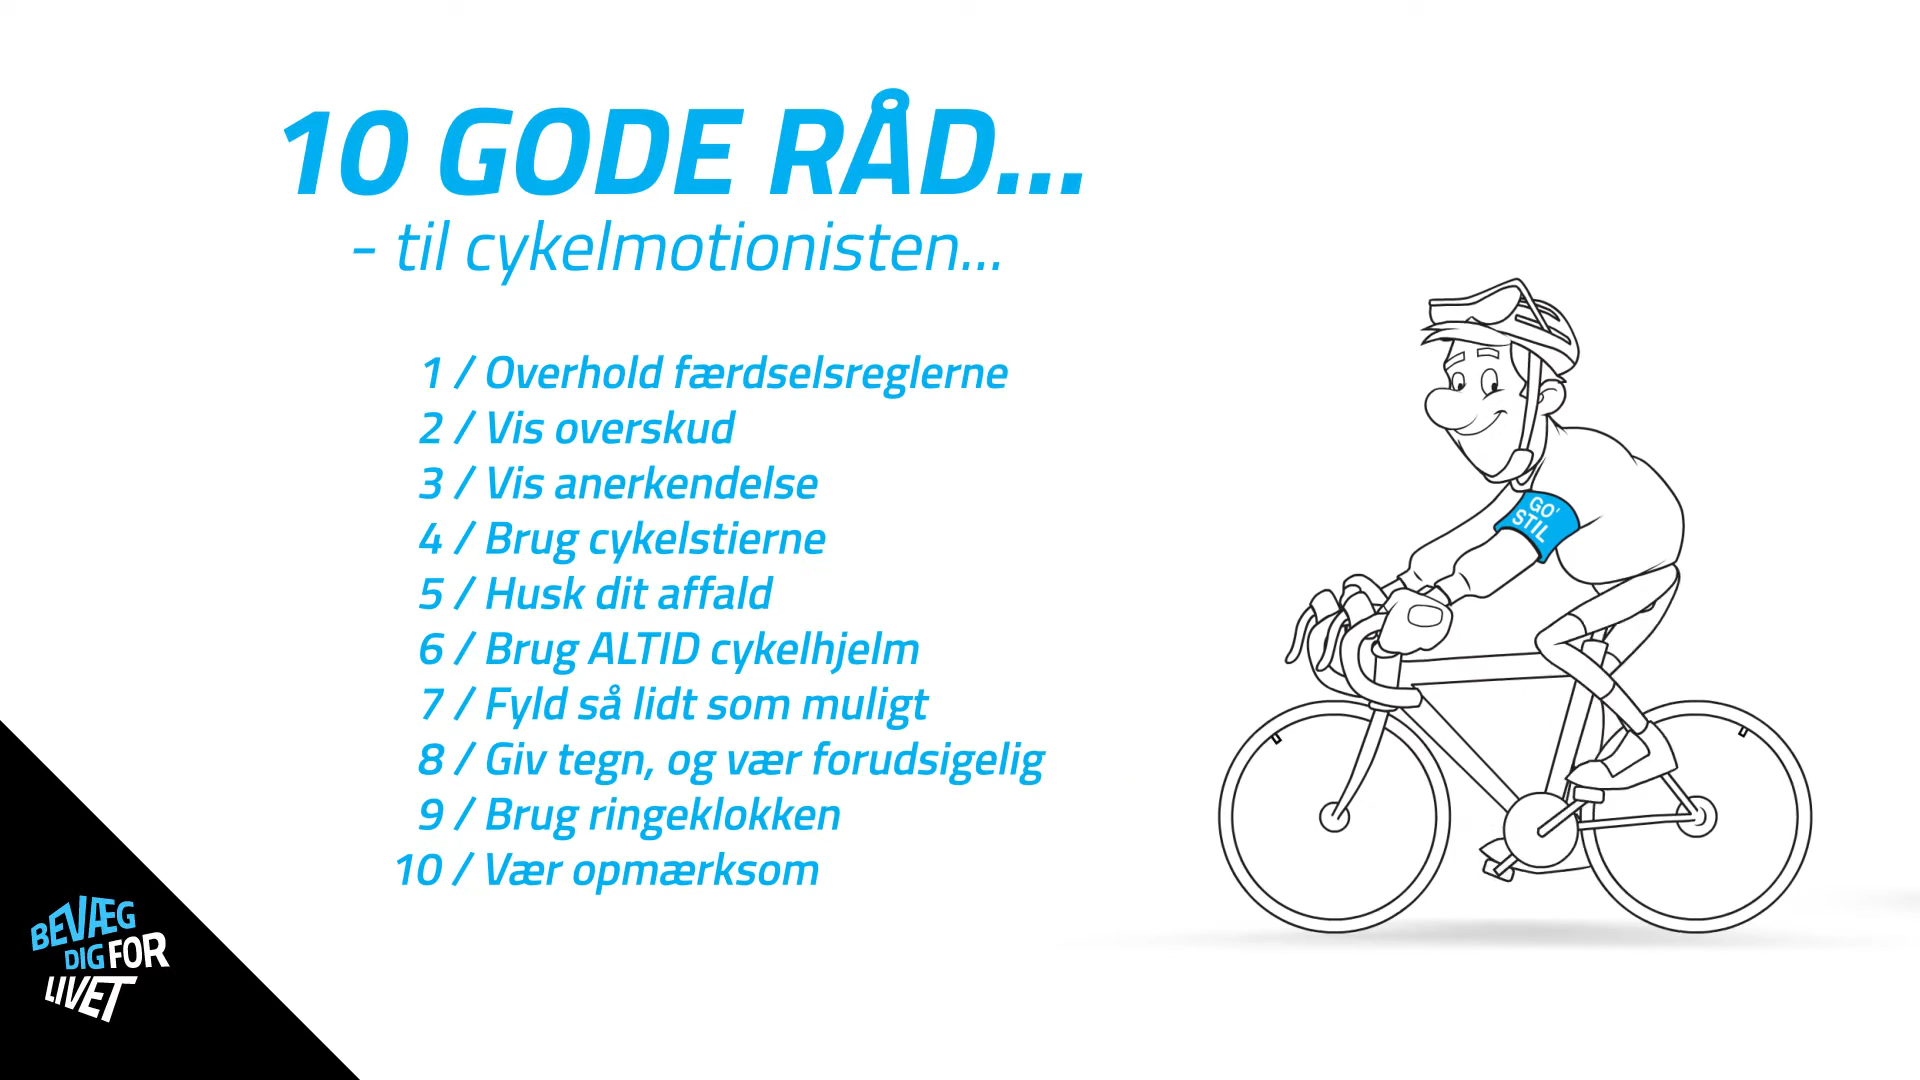 10 GODE RÅD...
- til cykelmotionisten...
1 / Overhold færdselsreglerne
2 / Vis overskud
3 / Vis anerkendelse
4 / Brug cykelstierne
5 / Husk dit affald
6 / Brug ALTID cykelhjelm
7 / Fyld så lidt som muligt
8 / Giv tegn, og vær forudsigelig
9 / Brug ringeklokken
10 / Vær opmærksom
GO'
STIL
BEVÆG
DIG FOR
LIVET